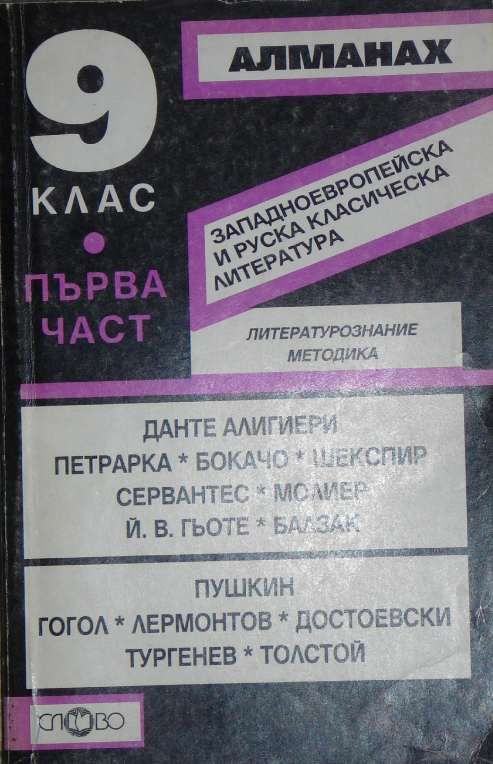 9
КЛАС
ПЪРВА
ЧАСТ
АЛМАНАХ
ЗАПАДНОЕВРОПЕЙСКА
И РУСКА КЛАСИЧЕСКА
ЛИТЕРАТУРА
ЛИТЕРАТУРОЗНАНИЕ
МЕТОДИКА
ДАНТЕ АЛИГИЕРИ
ПЕТРАРКА * БОКАЧО * ШЕКСПИР
СЕРВАНТЕС * МОЛИЕР
Й. В. ГЬОТЕ * БАЛЗАК
ПУШКИН
ГОГОЛ * ЛЕРМОНТОВ * ДОСТОЕВСКИ
ТУРГЕНЕВ * ТОЛСТОЙ
СЛОВО